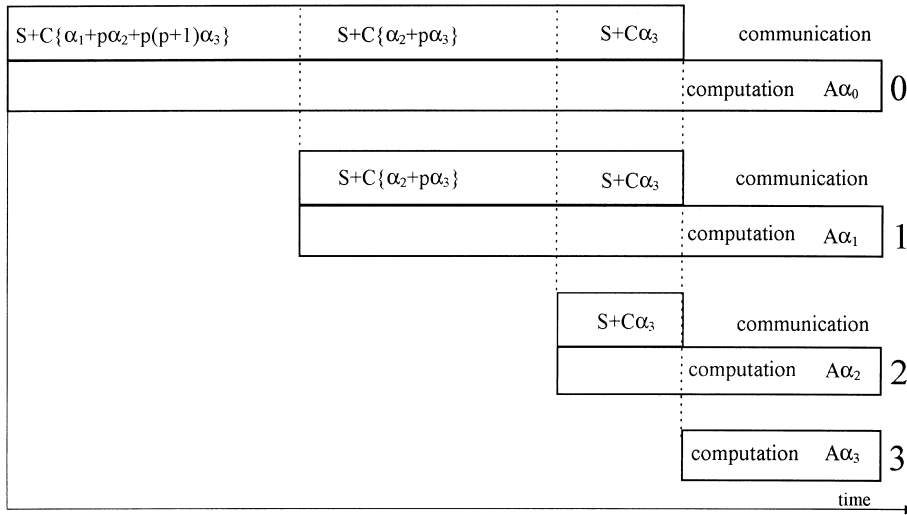 S+C{α₁+pα₂+p(p+1)α₃} S+C{α₂+pα₃} S+Cα₃ communication
computation Aα₀ 0
S+C{α₂+pα₃} S+Cα₃ communication
computation Aα₁ 1
S+Cα₃ communication
computation Aα₂ 2
computation Aα₃ 3
time